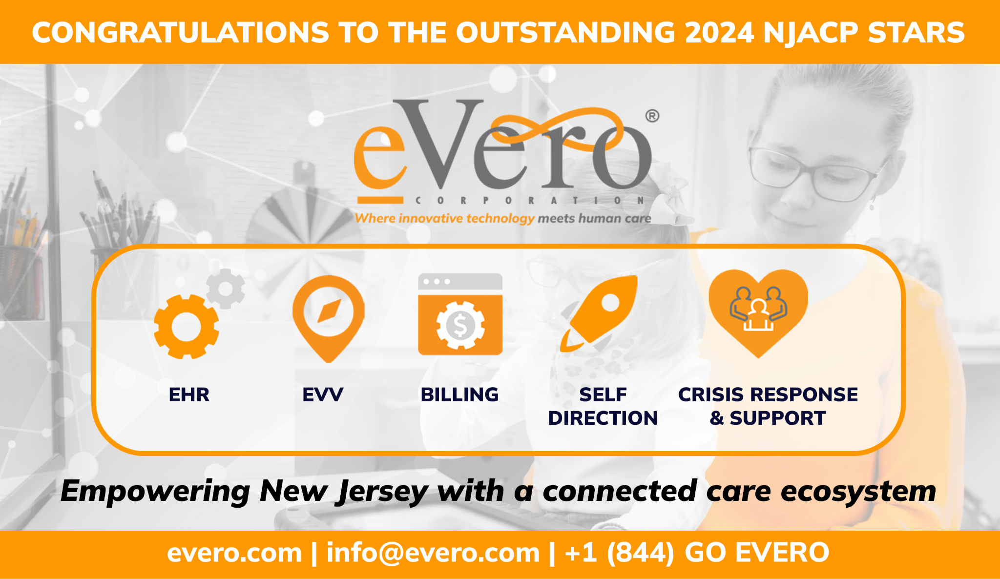 CONGRATULATIONS TO THE OUTSTANDING 2024 NJACP STARS
eVero®
CORPORATION
Where innovative technology meets human care
$
EHR
EVV
BILLING
SELF
DIRECTION
CRISIS RESPONSE
& SUPPORT
Empowering New Jersey with a connected care ecosystem
evero.com | info@evero.com | +1 (844) GO EVERO